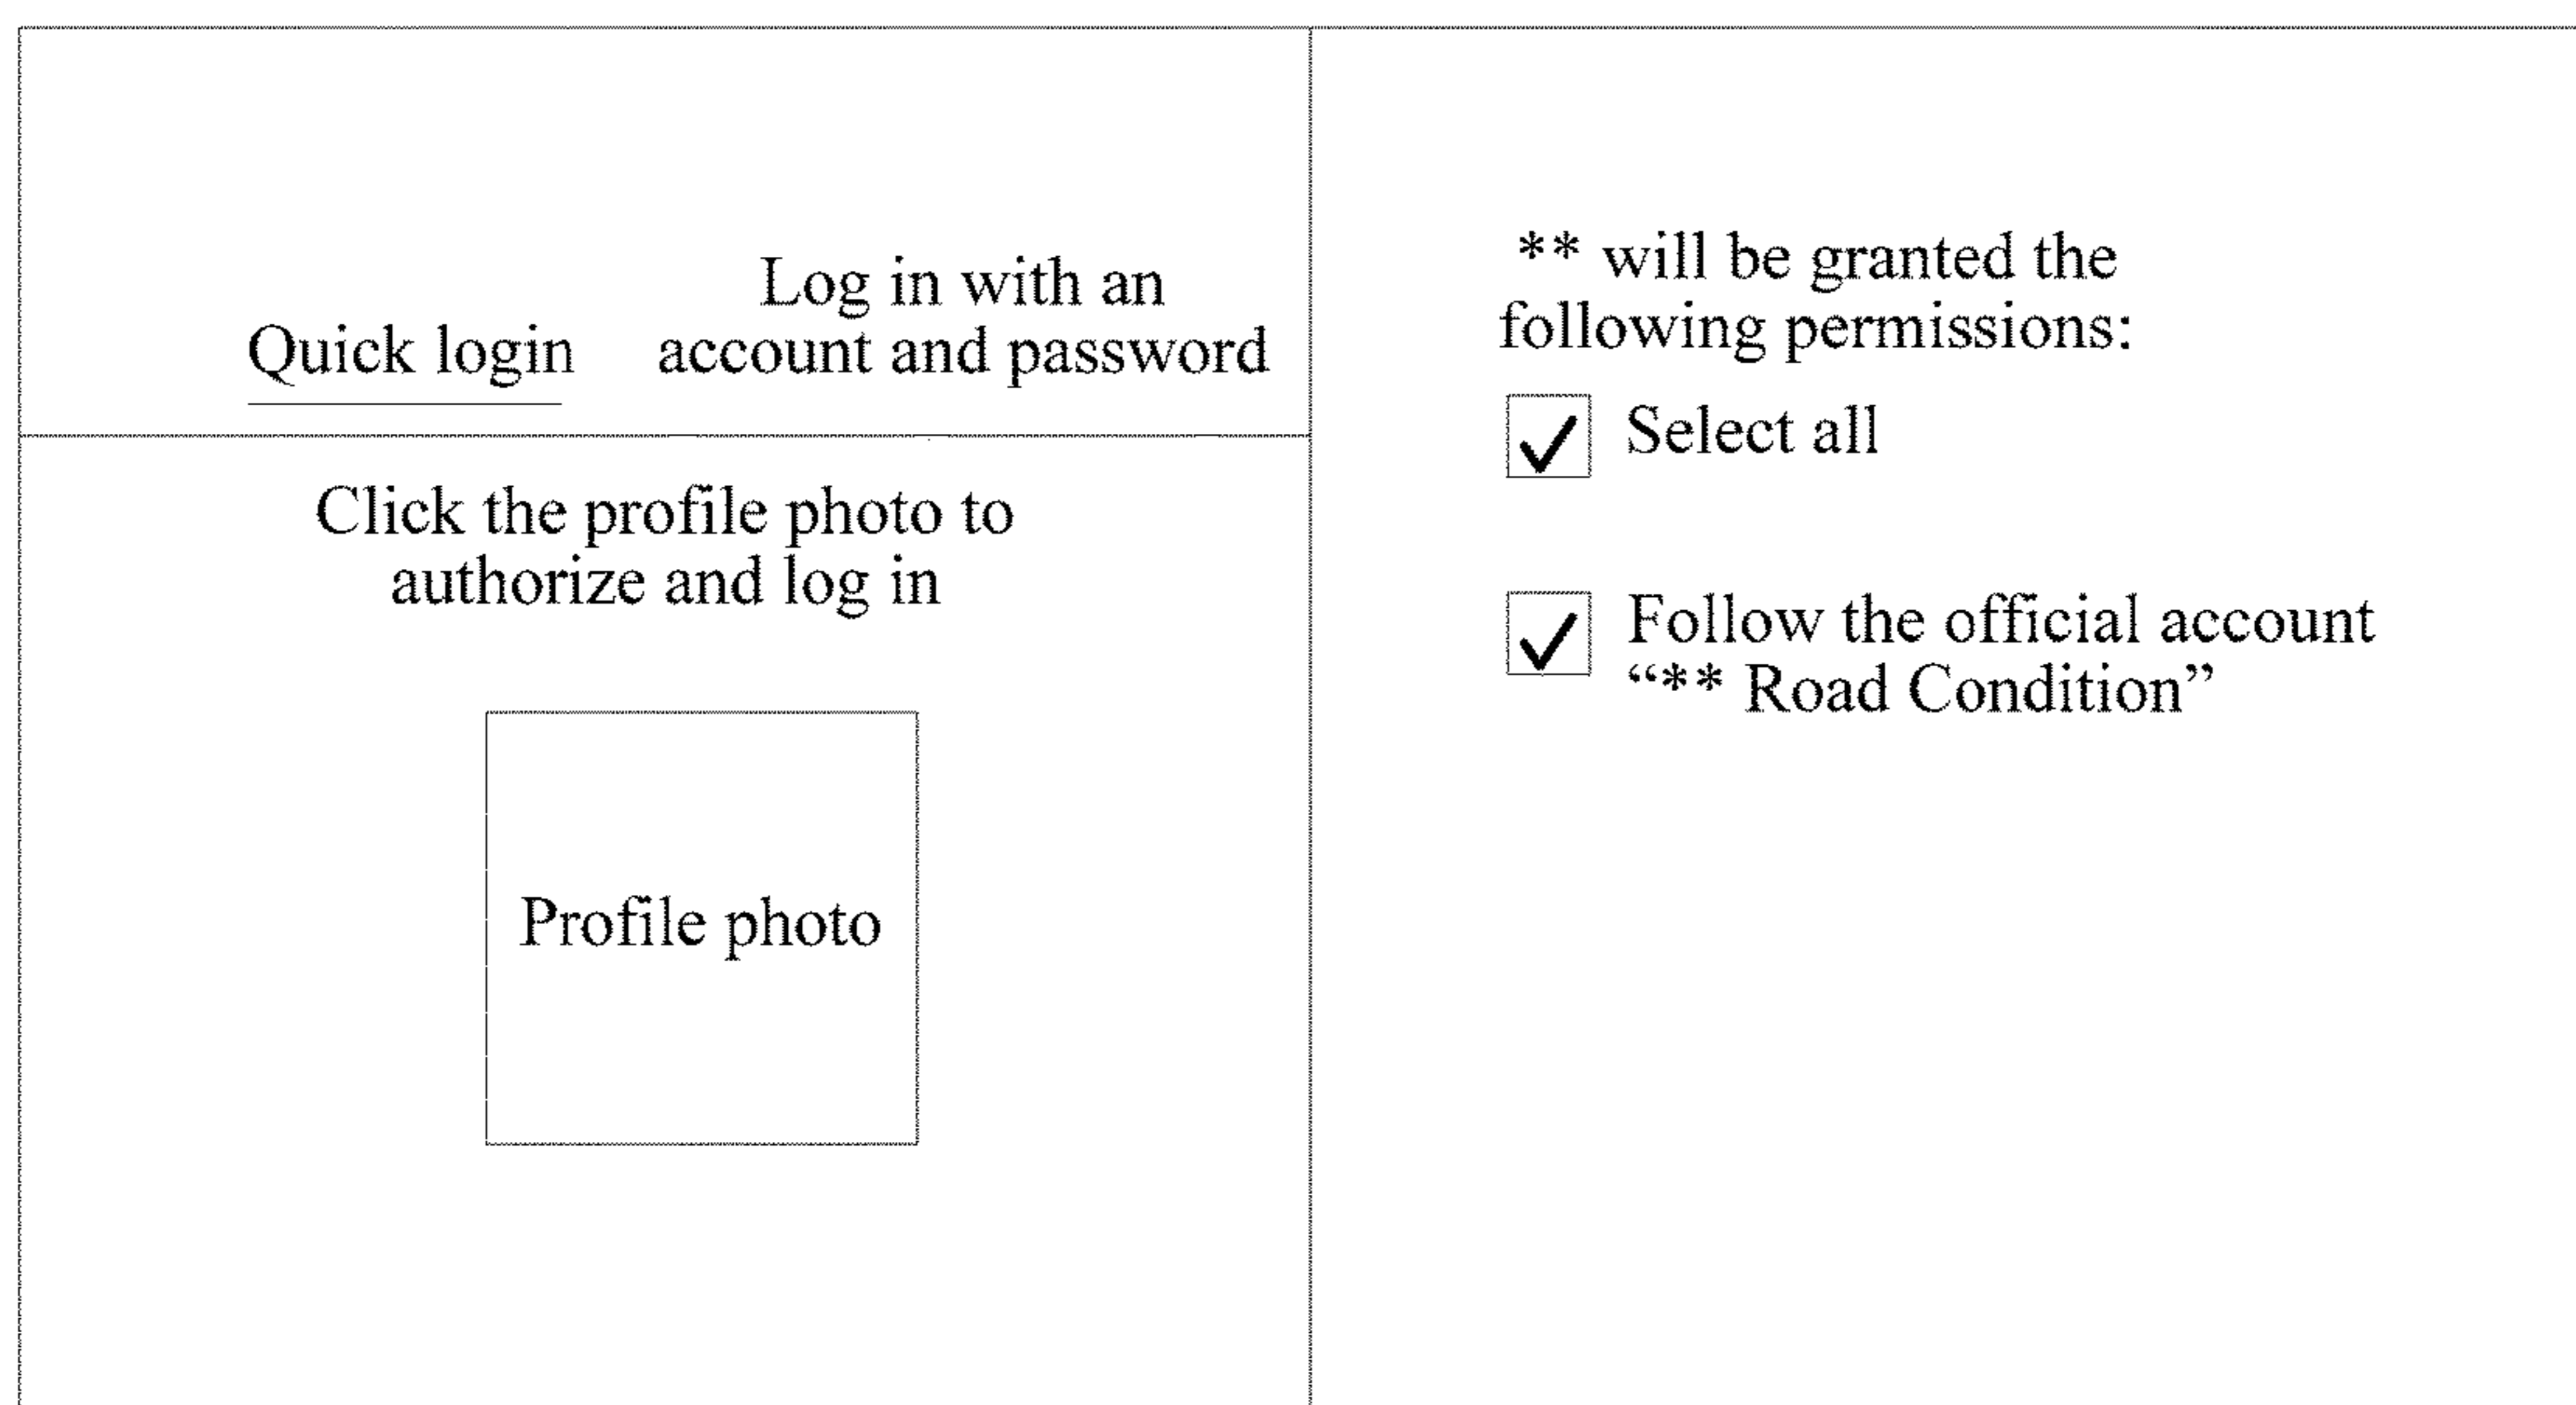 Quick login
Log in with an
account and password
Click the profile photo to
authorize and log in
Profile photo
** will be granted the
following permissions:
Select all
Follow the official account
“** Road Condition”